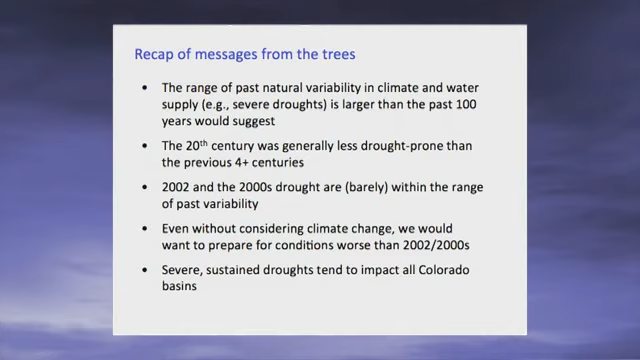 Recap of messages from the trees
• The range of past natural variability in climate and water
supply (e.g., severe droughts) is larger than the past 100
years would suggest
• The 20th century was generally less drought-prone than
the previous 4+ centuries
• 2002 and the 2000s drought are (barely) within the range
of past variability
• Even without considering climate change, we would
want to prepare for conditions worse than 2002/2000s
• Severe, sustained droughts tend to impact all Colorado
basins